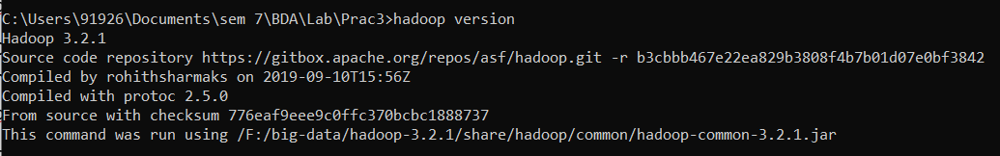 C:\Users\91926\Documents\sem 7\BDA\Lab\Prac3>hadoop version
Hadoop 3.2.1
Source code repository https://gitbox.apache.org/repos/asf/hadoop.git -r b3cbbb467e22ea829b3808f4b7b01d07e0bf3842
Compiled by rohithsharmaks on 2019-09-10T15:56Z
Compiled with protoc 2.5.0
From source with checksum 776eaf9eee9c0ffc370bcbc1888737
This command was run using /F:/big-data/hadoop-3.2.1/share/hadoop/common/hadoop-common-3.2.1.jar